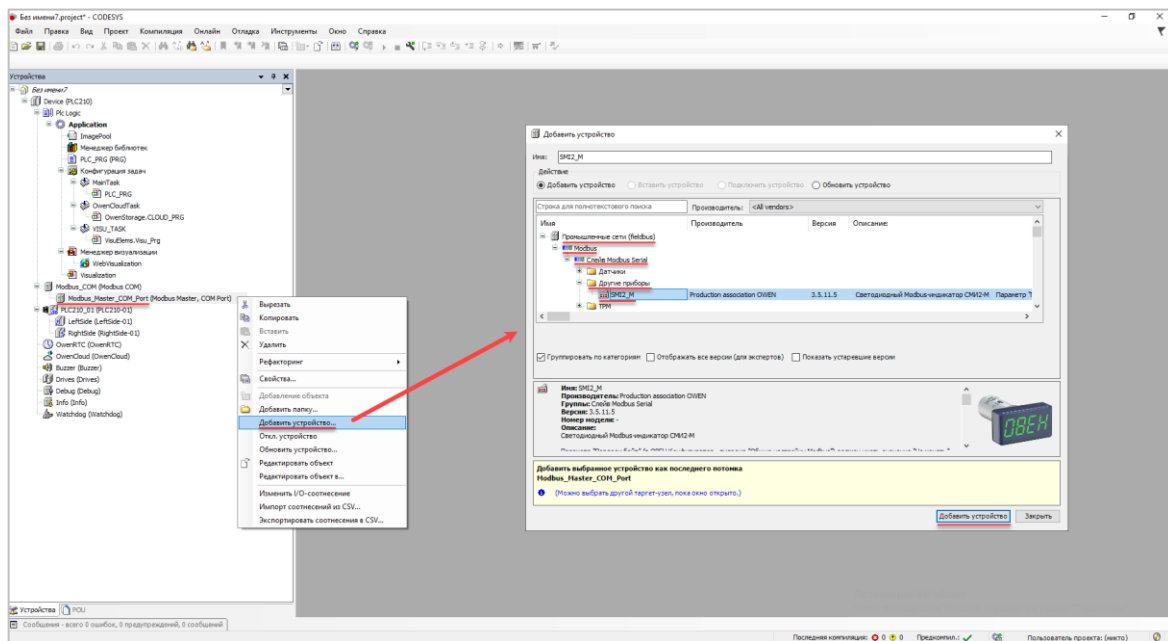 Без имени7.project* - CODESYS
Файл Правка Вид Проект Компиляция Онлайн Отладка Инструменты Окно Справка
Устройства
Без имени7
Device (PLC210)
Plc Logic
Application
ImagePool
Менеджер библиотек
PLC_PRG (PRG)
Конфигурация задач
MainTask
PLC_PRG
OwenCloudTask
OwenStorage.CLOUD_PRG
VISU_TASK
VisuElems.Visu_Prg
Менеджер визуализации
WebVisualization
Visualization
Modbus_COM (Modbus COM)
Modbus_Master_COM_Port (Modbus Master, COM Port)
PLC210_01 (PLC210-01)
LeftSide (LeftSide-01)
RightSide (RightSide-01)
OwenRTC (OwenRTC)
OwenCloud (OwenCloud)
Buzzer (Buzzer)
Drives (Drives)
Debug (Debug)
Info (Info)
Watchdog (Watchdog)
Вырезать
Копировать
Вставить
Удалить
Рефакторинг
Свойства...
Добавление объекта
Добавить папку...
Добавить устройство...
Откл. устройство
Обновить устройство...
Редактировать объект
Редактировать объект в...
Изменить I/O-соотнесение
Импорт соотнесений из CSV...
Экспортировать соотнесения в CSV...
Добавить устройство
Имя: SMI2_M
Действие
Добавить устройство Вставить устройство Подключить устройство Обновить устройство
Строка для полнотекстового поиска Производитель: <All vendors>
Имя Производитель Версия Описание
Промышленные сети (fieldbus)
Modbus
Слейв Modbus Serial
Датчики
Другие приборы
SMI2_M Production association OWEN 3.5.11.5 Светодиодный Modbus-индикатор СМИ2-М Параметр "I
ТРМ
Группировать по категориям Отображать все версии (для экспертов) Показать устаревшие версии
Имя: SMI2_M
Производитель: Production association OWEN
Группы: Слейв Modbus Serial
Версия: 3.5.11.5
Номер модели: -
Описание:
Светодиодный Modbus-индикатор СМИ2-М
ОВЕН
Добавить выбранное устройство как последнего потомка
Modbus_Master_COM_Port
(Можно выбрать другой таргет-узел, пока окно открыто.)
Добавить устройство Закрыть
Устройства POU
Сообщения - всего 0 ошибок, 0 предупреждений, 0 сообщений
Последняя компиляция: 0 0 Предкомпил.: Пользователь проекта: (никто)